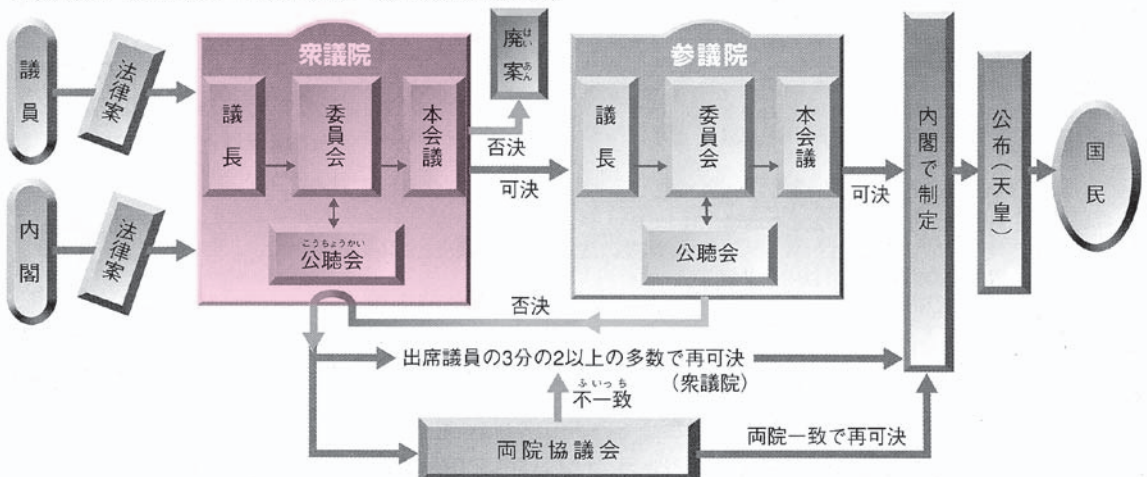 議員
法律案
内閣
法律案
衆議院
議長
委員会
本会議
こうちょうかい
公聴会
はいあん
廃案
否決
可決
参議院
議長
委員会
本会議
公聴会
可決
否決
出席議員の3分の2以上の多数で再可決
(衆議院)
ふいっち
不一致
両院協議会
両院一致で再可決
内閣で制定
公布(天皇)
国民